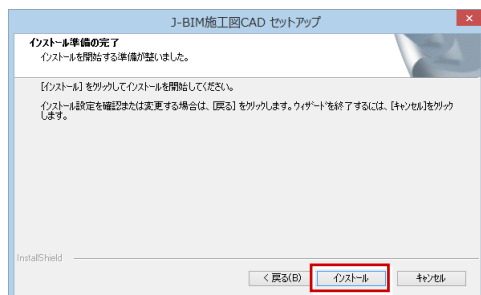 J-BIM施工図CAD セットアップ
インストール準備の完了
インストールを開始する準備が整いました。
[インストール] をクリックしてインストールを開始してください。
インストール設定を確認または変更する場合は、[戻る] をクリックします。ウィザードを終了するには、[キャンセル]をクリック
します。
InstallShield
< 戻る(B)
インストール
キャンセル